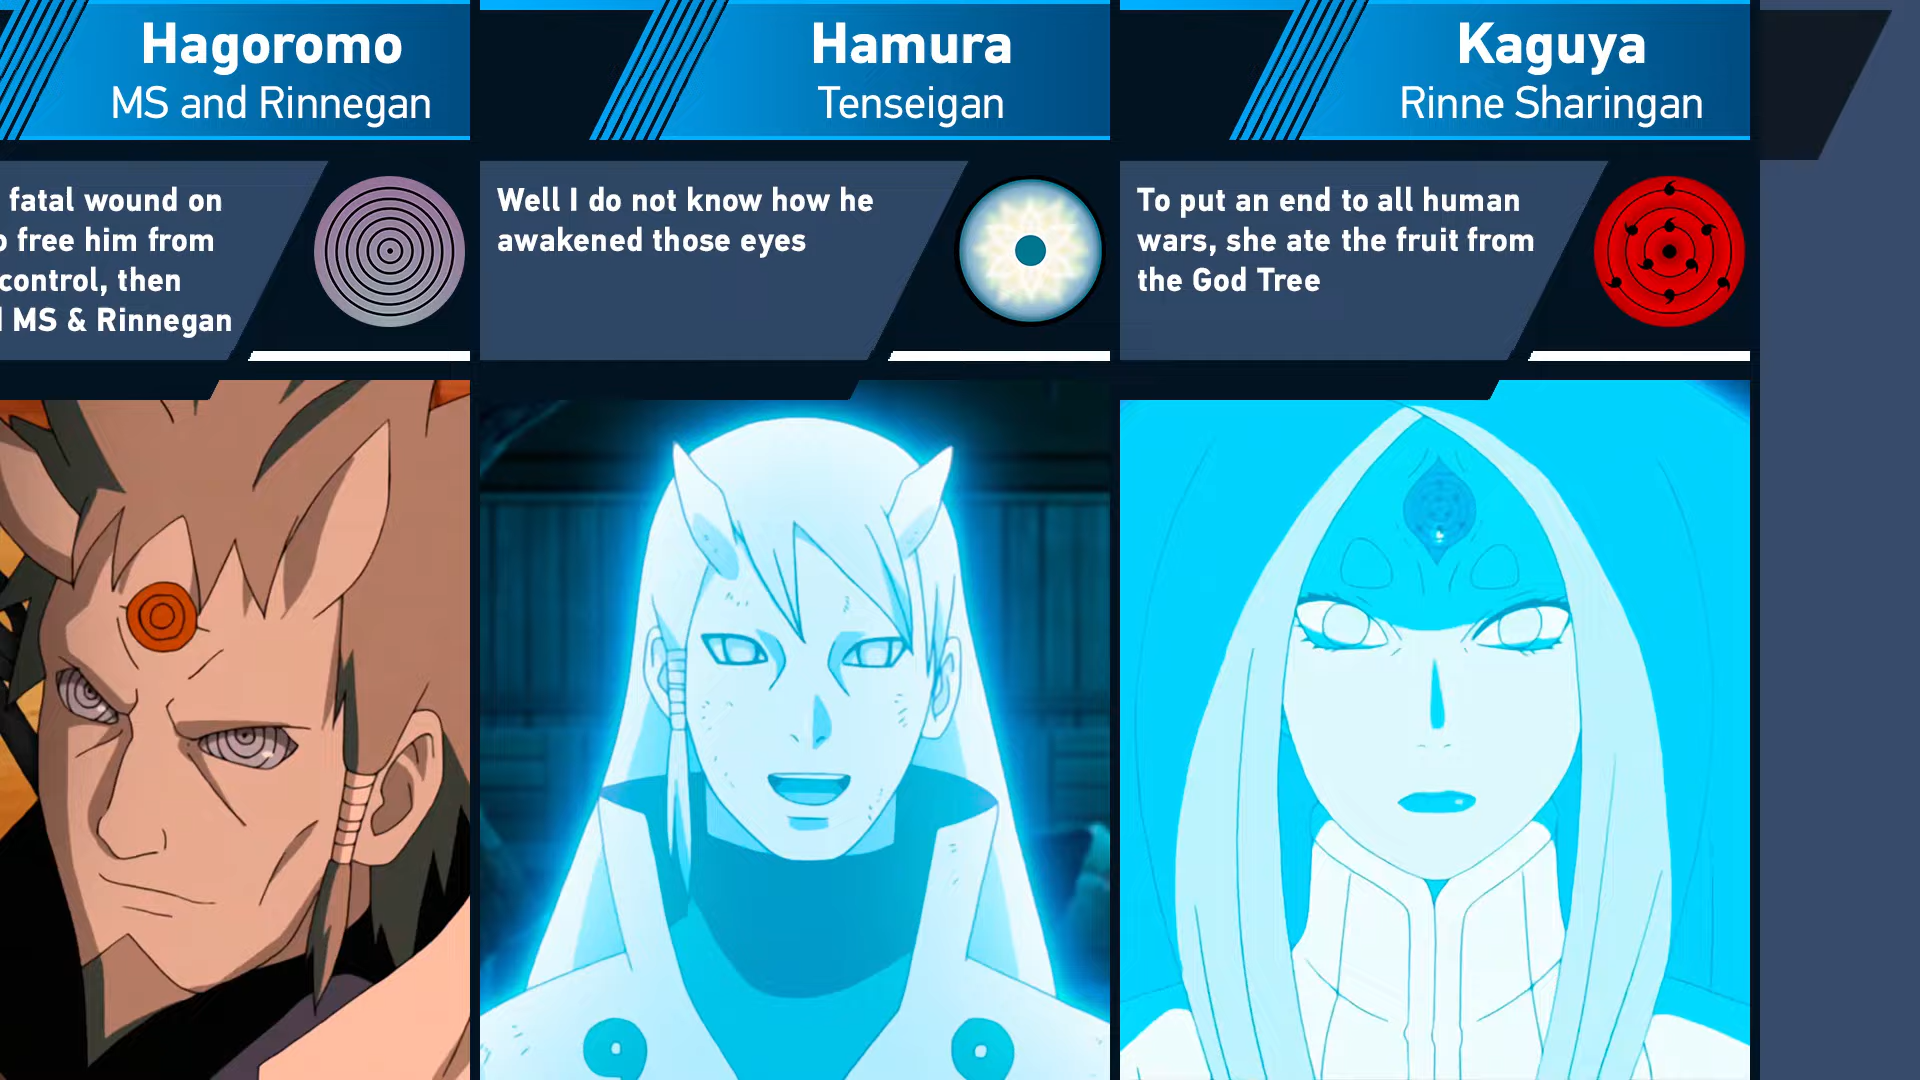 Hagoromo
MS and Rinnegan
fatal wound on
free him from
control, then
MS & Rinnegan
Hamura
Tenseigan
Well I do not know how he
awakened those eyes
Kaguya
Rinne Sharingan
To put an end to all human
wars, she ate the fruit from
the God Tree